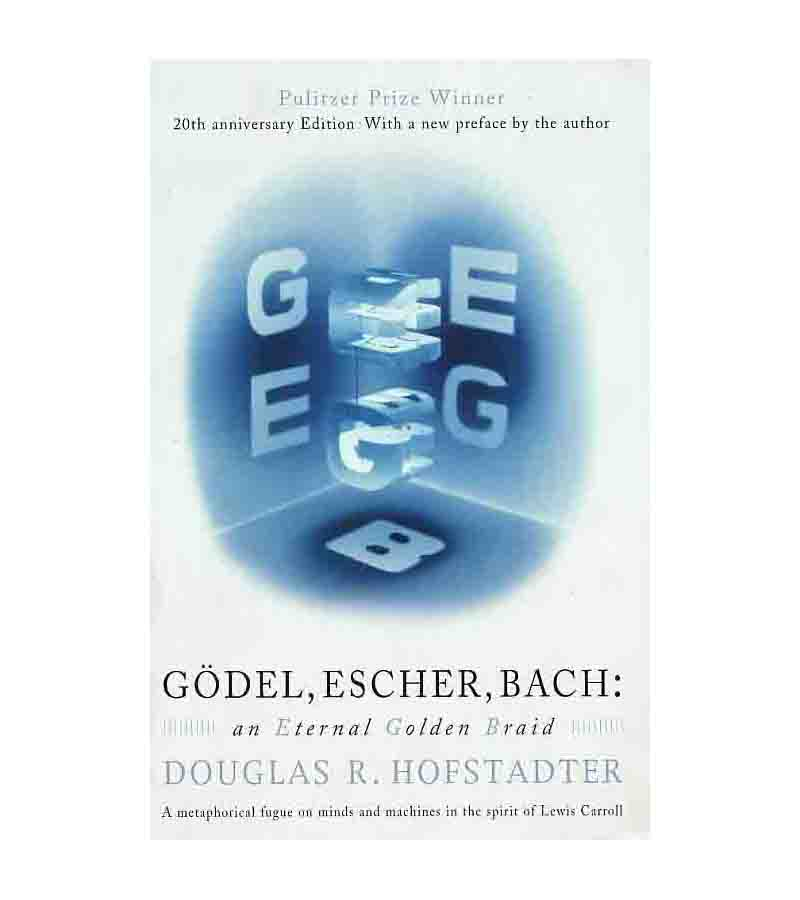 Pulitzer Prize Winner
20th anniversary Edition With a new preface by the author
G E
E G
B
GÖDEL, ESCHER, BACH:
an Eternal Golden Braid
DOUGLAS R. HOFSTADTER
A metaphorical fugue on minds and machines in the spirit of Lewis Carroll